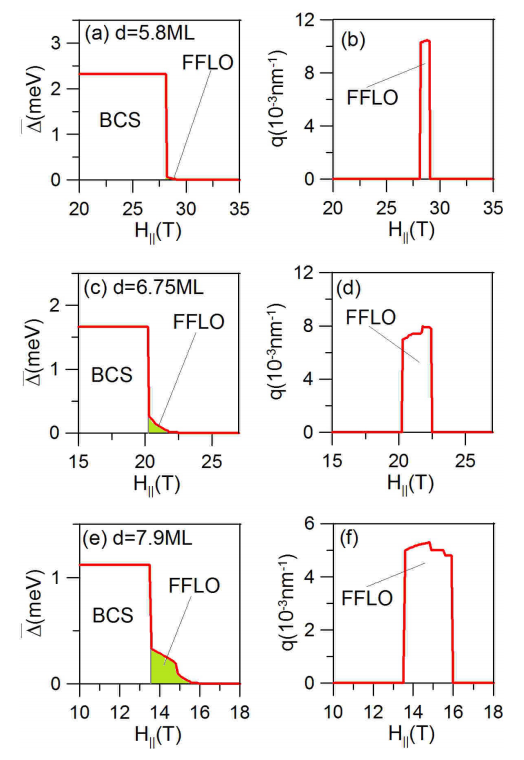 (a) d=5.8ML
FFLO
BCS
Δ̅(meV)
3
2
1
0
20 25 30 35
H||(T)
(b)
FFLO
q(10⁻³nm⁻¹)
12
8
4
0
20 25 30 35
H||(T)
(c) d=6.75ML
FFLO
BCS
Δ̅(meV)
2
1
0
15 20 25
H||(T)
(d)
FFLO
q(10⁻³nm⁻¹)
12
8
4
0
15 20 25
H||(T)
(e) d=7.9ML
FFLO
BCS
Δ̅(meV)
1
0
10 12 14 16 18
H||(T)
(f)
FFLO
q(10⁻³nm⁻¹)
6
4
2
0
10 12 14 16 18
H||(T)